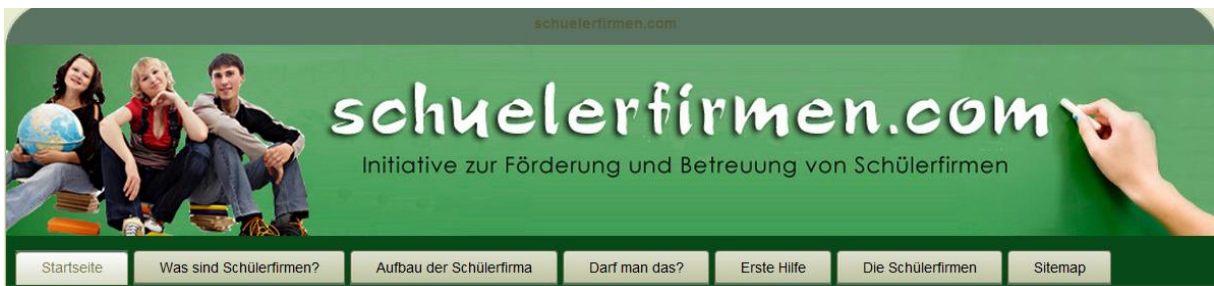 schuelerfirmen.com
schuelerfirmen.com
Initiative zur Förderung und Betreuung von Schülerfirmen
Startseite Was sind Schülerfirmen? Aufbau der Schülerfirma Darf man das? Erste Hilfe Die Schülerfirmen Sitemap